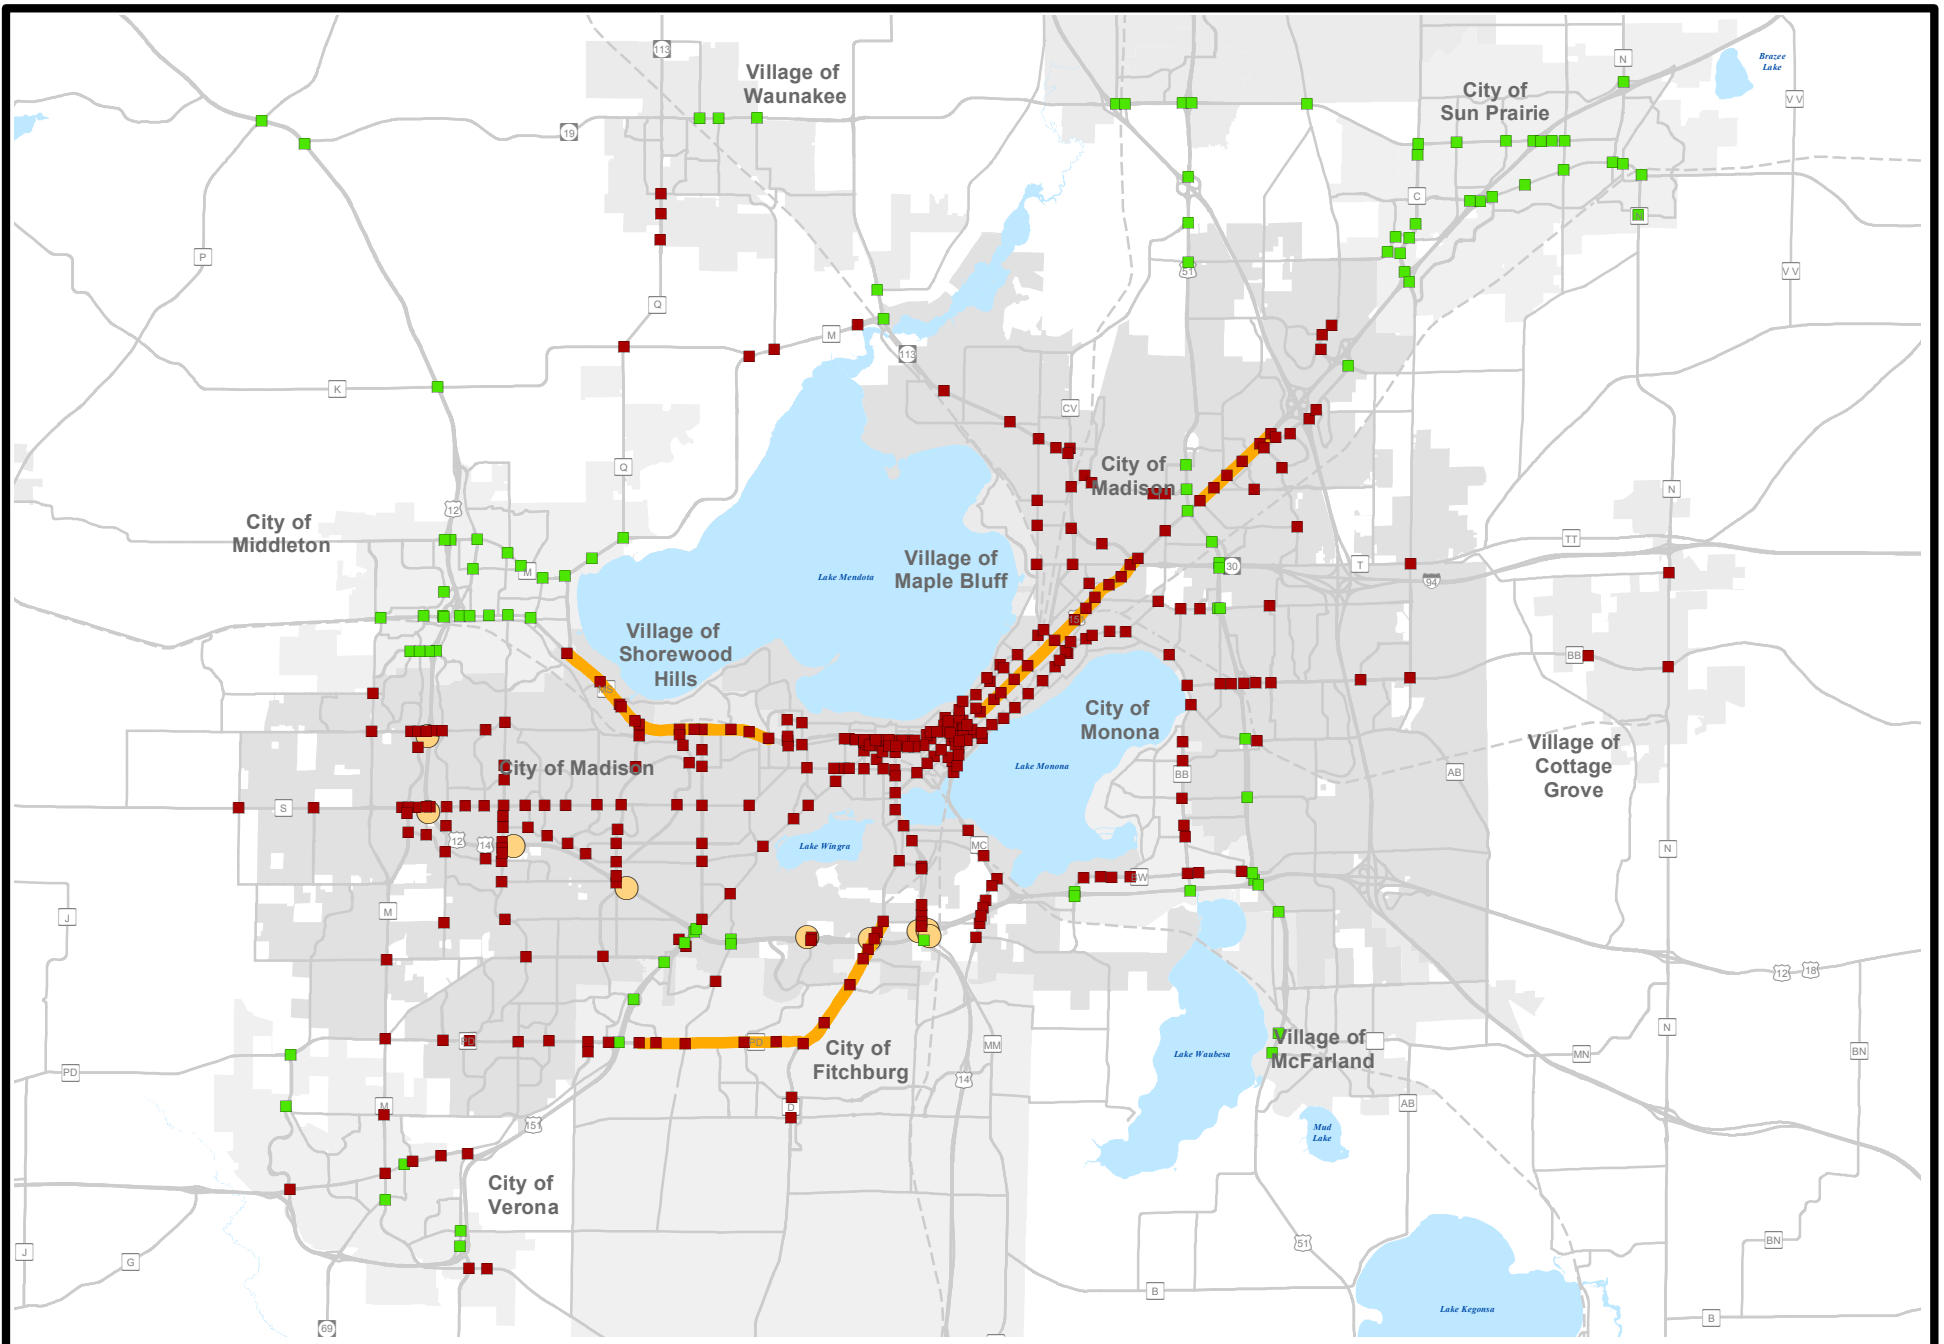 113
Village of
Waunakee
19
N
City of
Sun Prairie
Brazee
Lake
V V
C
N
P
51
V V
Q
M
113
K
CV
Q
City of
Madison
N
12
City of
Middleton
M
Lake Mendota
Village of
Maple Bluff
30
T
TT
94
151
Village of
Shorewood
Hills
MS
BB
City of
Monona
Village of
Cottage
Grove
City of Madison
Lake Monona
BB
AB
S
12
14
Lake Wingra
MC
N
BW
J
M
12
18
PD
PD
City of
Fitchburg
MM
Lake Waubesa
Village of
McFarland
N
MN
BN
PD
14
M
D
151
AB
Mud
Lake
City of
Verona
J
G
51
BN
B
Lake Kegonsa
B
69